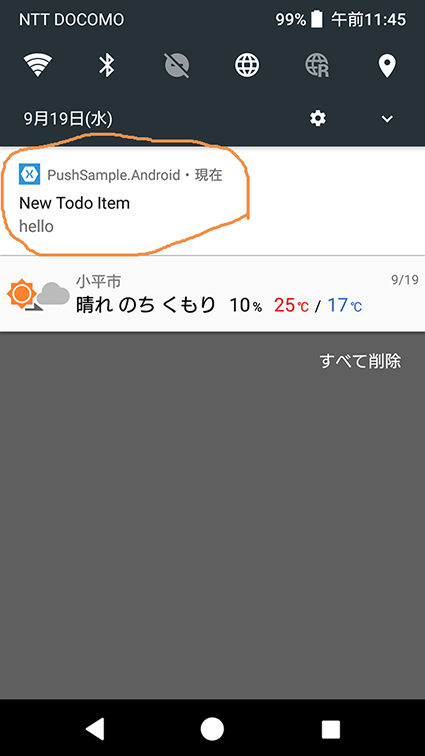 NTT DOCOMO 99% 午前11:45
R
9月19日(水)
PushSample.Android・現在
New Todo Item
hello
小平市 9/19
晴れ のち くもり 10% 25℃ / 17℃
すべて削除